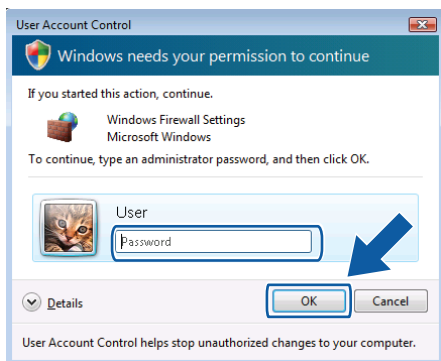 User Account Control
Windows needs your permission to continue
If you started this action, continue.
Windows Firewall Settings
Microsoft Windows
To continue, type an administrator password, and then click OK.
User
Password
Details
OK
Cancel
User Account Control helps stop unauthorized changes to your computer.